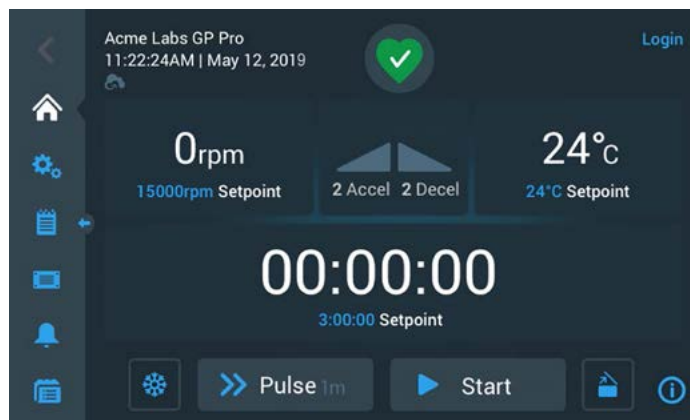 Acme Labs GP Pro
Login
11:22:24AM | May 12, 2019
0rpm
24°C
15000rpm Setpoint
2 Accel 2 Decel
24°C Setpoint
00:00:00
3:00:00 Setpoint
Pulse 1m
Start